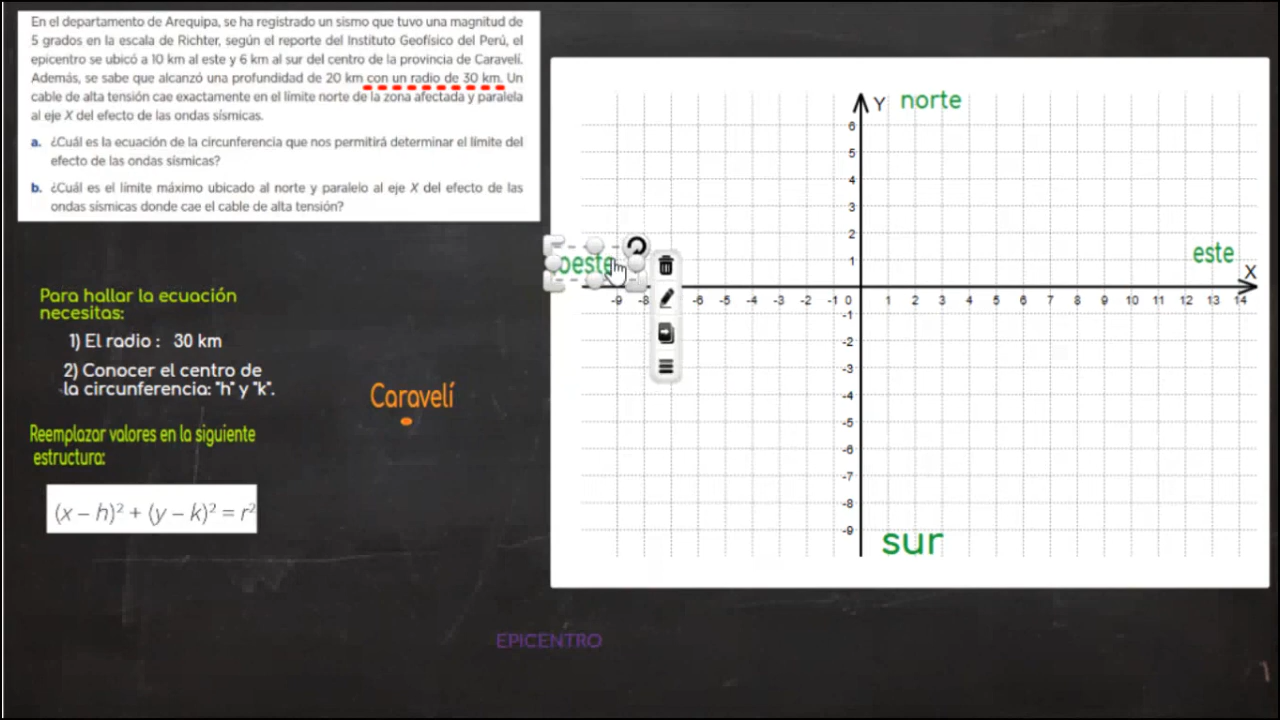 En el departamento de Arequipa, se ha registrado un sismo que tuvo una magnitud de
5 grados en la escala de Richter, según el reporte del Instituto Geofísico del Perú, el
epicentro se ubicó a 10 km al este y 6 km al sur del centro de la provincia de Caravelí.
Además, se sabe que alcanzó una profundidad de 20 km con un radio de 30 km. Un
cable de alta tensión cae exactamente en el límite norte de la zona afectada y paralela
al eje X del efecto de las ondas sísmicas.
a. ¿Cuál es la ecuación de la circunferencia que nos permitirá determinar el límite del
efecto de las ondas sísmicas?
b. ¿Cuál es el límite máximo ubicado al norte y paralelo al eje X del efecto de las
ondas sísmicas donde cae el cable de alta tensión?
Para hallar la ecuación
necesitas:
1) El radio : 30 km
2) Conocer el centro de
la circunferencia: "h" y "k".
Reemplazar valores en la siguiente
estructura:
(x – h)² + (y – k)² = r²
Caravelí
EPICENTRO
Y norte
6
5
4
3
2
1
oeste
este
X
-9 -8 -6 -5 -4 -3 -2 -1 0 1 2 3 4 5 6 7 8 9 10 11 12 13 14
-1
-2
-3
-4
-5
-6
-7
-8
-9
sur